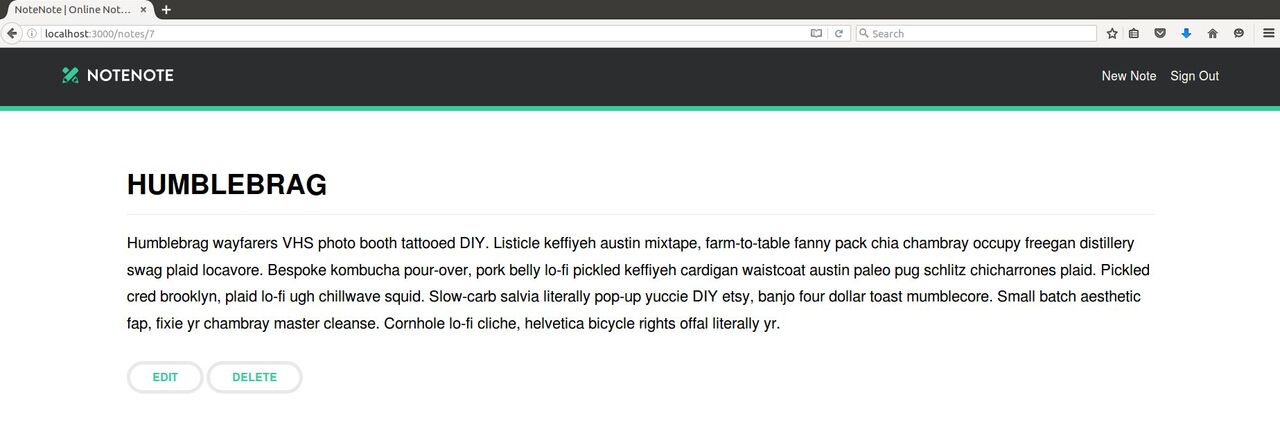 NoteNote | Online Not...
localhost:3000/notes/7
Search
NOTENOTE
New Note Sign Out
HUMBLEBRAG
Humblebrag wayfarers VHS photo booth tattooed DIY. Listicle keffiyeh austin mixtape, farm-to-table fanny pack chia chambray occupy freegan distillery
swag plaid locavore. Bespoke kombucha pour-over, pork belly lo-fi pickled keffiyeh cardigan waistcoat austin paleo pug schlitz chicharrones plaid. Pickled
cred brooklyn, plaid lo-fi ugh chillwave squid. Slow-carb salvia literally pop-up yuccie DIY etsy, banjo four dollar toast mumblecore. Small batch aesthetic
fap, fixie yr chambray master cleanse. Cornhole lo-fi cliche, helvetica bicycle rights offal literally yr.
EDIT DELETE